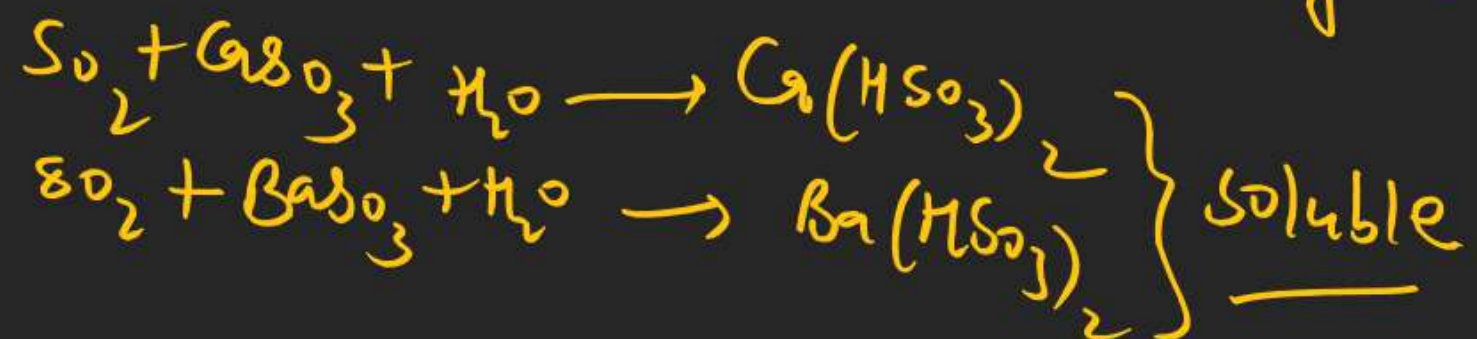 SO₂ + CaSO₃ + H₂O ⟶ Ca(HSO₃)₂
SO₂ + BaSO₃ + H₂O ⟶ Ba(HSO₃)₂ } soluble